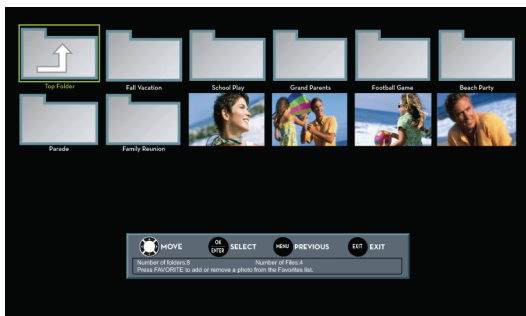 Top Folder
Fall Vacation
School Play
Grand Parents
Football Game
Beach Party
Parade
Family Reunion
MOVE
OK ENTER SELECT
MENU PREVIOUS
EXIT EXIT
Number of folders:8 Number of Files:4
Press FAVORITE to add or remove a photo from the Favorites list.